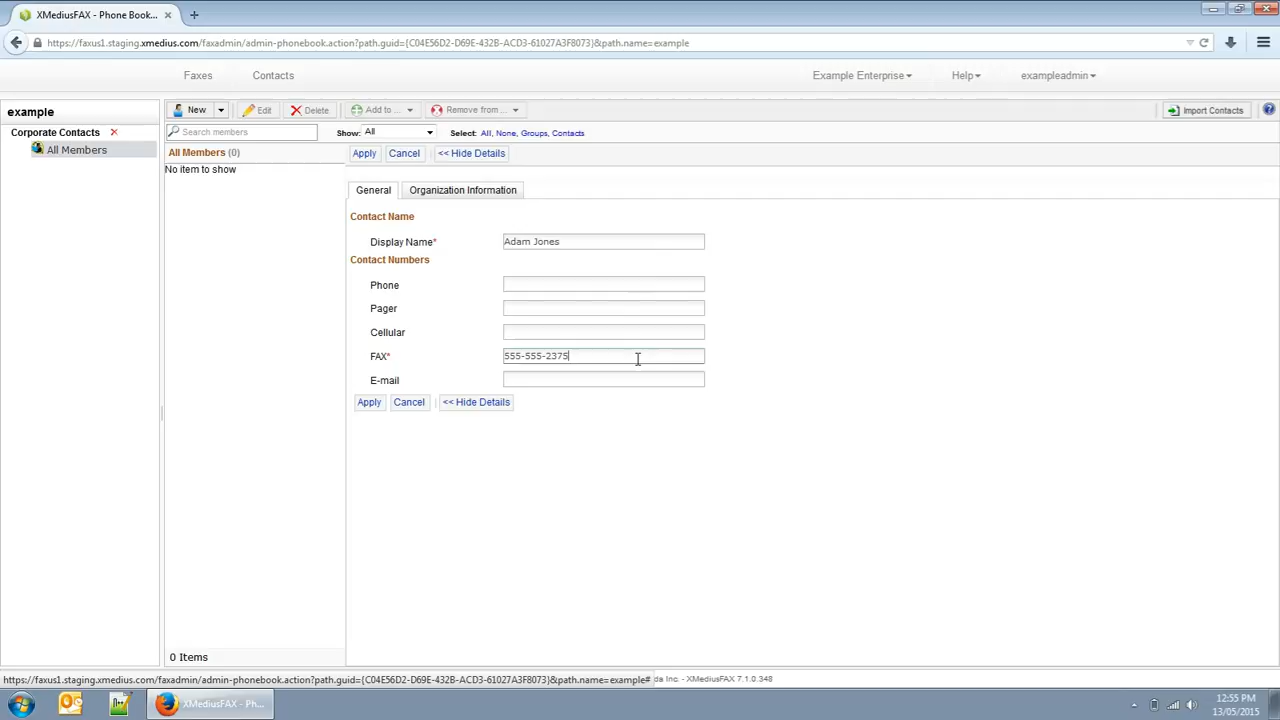 XMediusFAX - Phone Book...
https://faxus1.staging.xmedius.com/faxadmin/admin-phonebook.action?path.guid={C04E56D2-D69E-432B-ACD3-61027A3F8073}&path.name=example
Faxes Contacts Example Enterprise Help exampleadmin
example
New Edit Delete Add to ... Remove from ... Import Contacts
Corporate Contacts
All Members
Search members Show: All Select: All, None, Groups, Contacts
All Members (0)
No item to show
Apply Cancel << Hide Details
General Organization Information
Contact Name
Display Name* Adam Jones
Contact Numbers
Phone
Pager
Cellular
FAX* 555-555-2375
E-mail
Apply Cancel << Hide Details
0 Items
https://faxus1.staging.xmedius.com/faxadmin/admin-phonebook.action?path.guid={C04E56D2-D69E-432B-ACD3-61027A3F8073}&path.name=example# da Inc. - XMediusFAX 7.1.0.348
XMediusFAX - Ph...
12:55 PM
13/05/2015